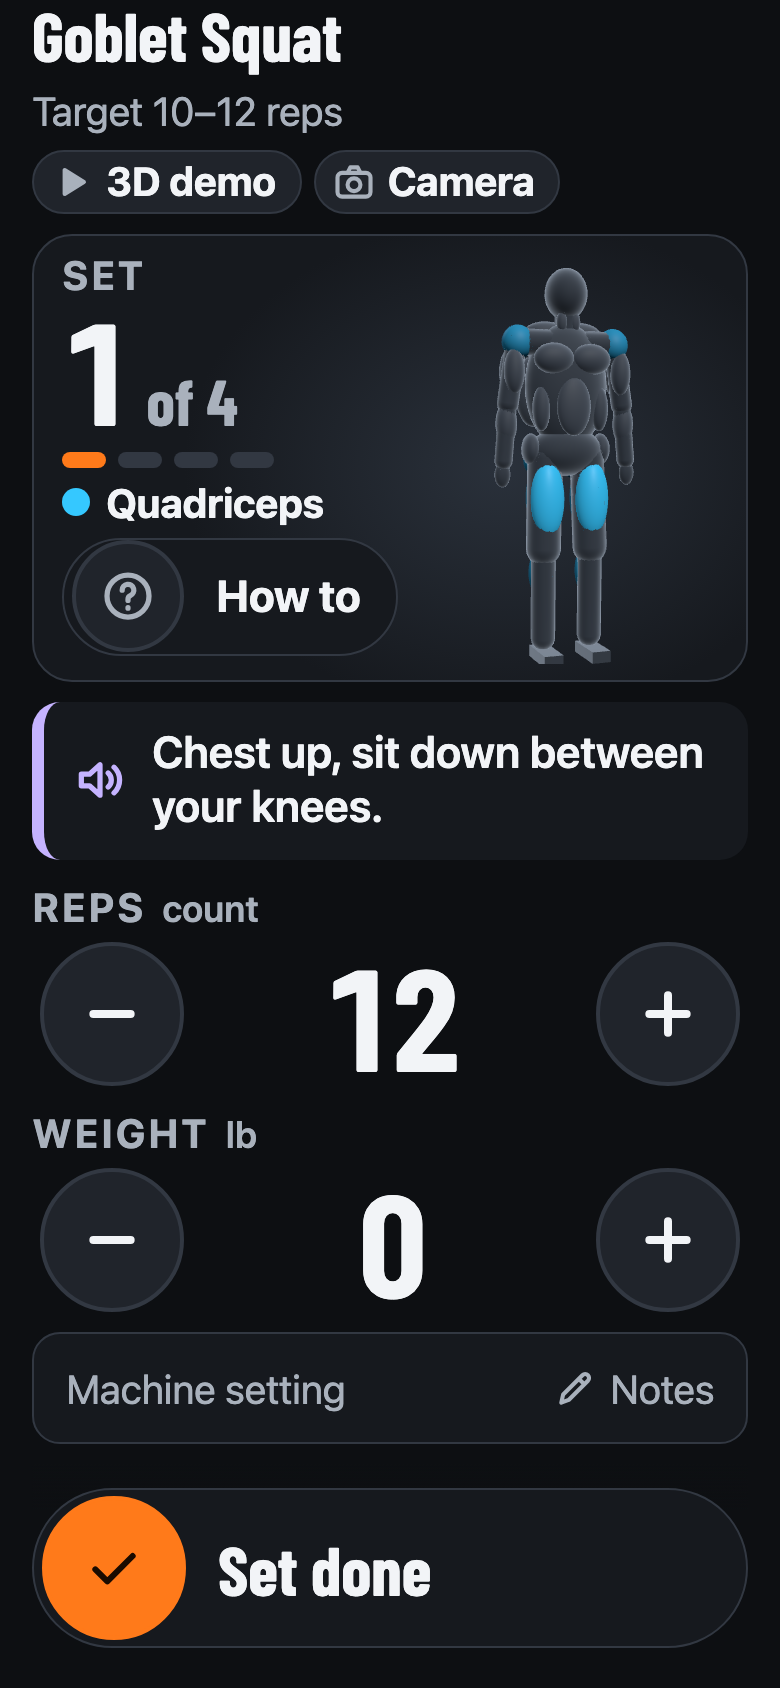 Goblet Squat
Target 10–12 reps
3D demo
Camera
SET
1 of 4
Quadriceps
How to
Chest up, sit down between
your knees.
REPS count
12
WEIGHT lb
0
Machine setting
Notes
Set done